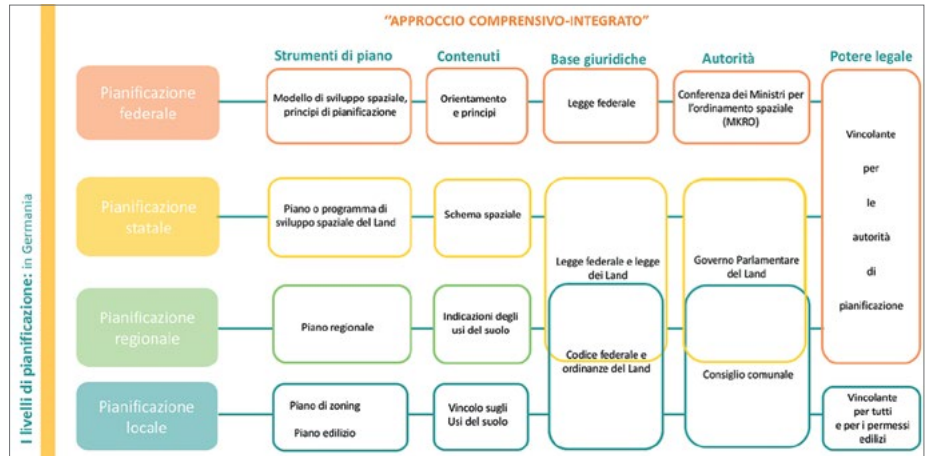 "APPROCCIO COMPRENSIVO-INTEGRATO"
Strumenti di piano
Contenuti
Base giuridiche
Autorità
Potere legale
I livelli di pianificazione: in Germania
Pianificazione
federale
Modello di sviluppo spaziale,
principi di pianificazione
Orientamento
e principi
Legge federale
Conferenza dei Ministri per
l'ordinamento spaziale
(MKRO)
Vincolante
per
le
autorità
di
pianificazione
Pianificazione
statale
Piano o programma di
sviluppo spaziale del Land
Schema spaziale
Legge federale e legge
dei Land
Governo Parlamentare
del Land
Pianificazione
regionale
Piano regionale
Indicazioni degli
usi del suolo
Codice federale e
ordinanze del Land
Consiglio comunale
Pianificazione
locale
Piano di zoning
Piano edilizio
Vincolo sugli
Usi del suolo
Vincolante
per tutti
e per i permessi
edilizi